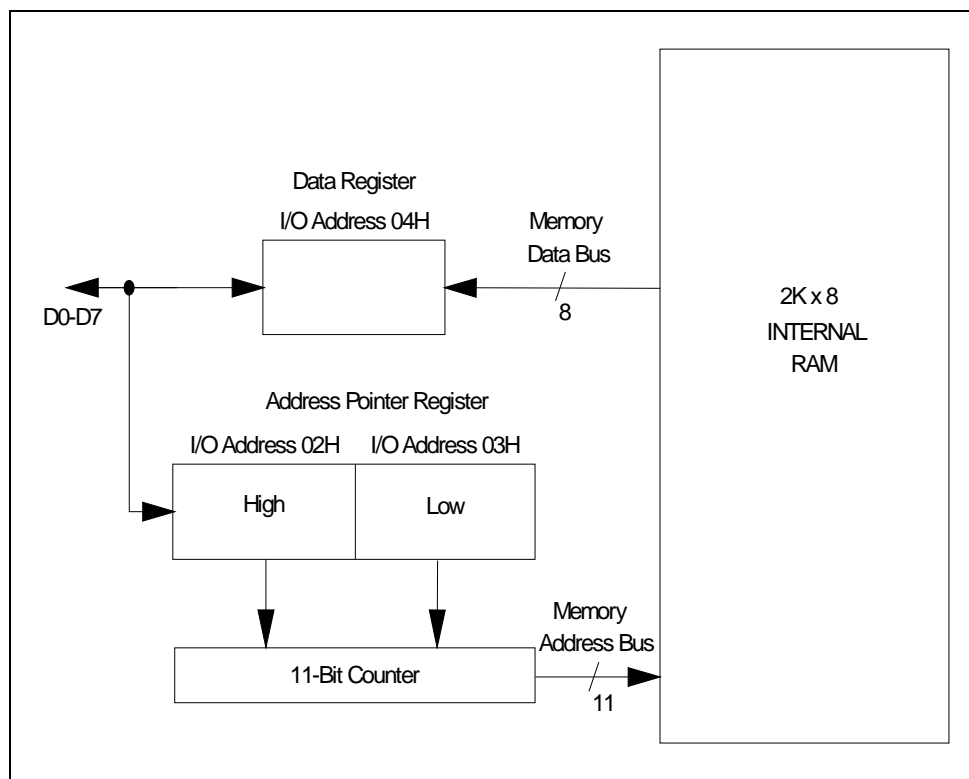 Data Register
I/O Address 04H
Memory
Data Bus
8
D0-D7
2K x 8
INTERNAL
RAM
Address Pointer Register
I/O Address 02H
I/O Address 03H
High
Low
Memory
Address Bus
11-Bit Counter
11